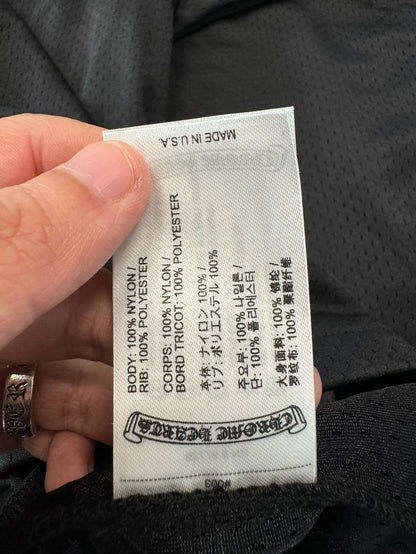 MADE IN U.S.A.
BODY: 100% NYLON /
RIB: 100% POLYESTER
CORPS: 100% NYLON /
BORD TRICOT: 100% POLYESTER
本体: ナイロン 100% /
リブ: ポリエステル 100%
주요부: 100% 나일론 /
단: 100% 폴리에스터
大身面料: 100% 锦纶 /
罗纹布: 100% 聚酯纤维
CHROME HEARTS